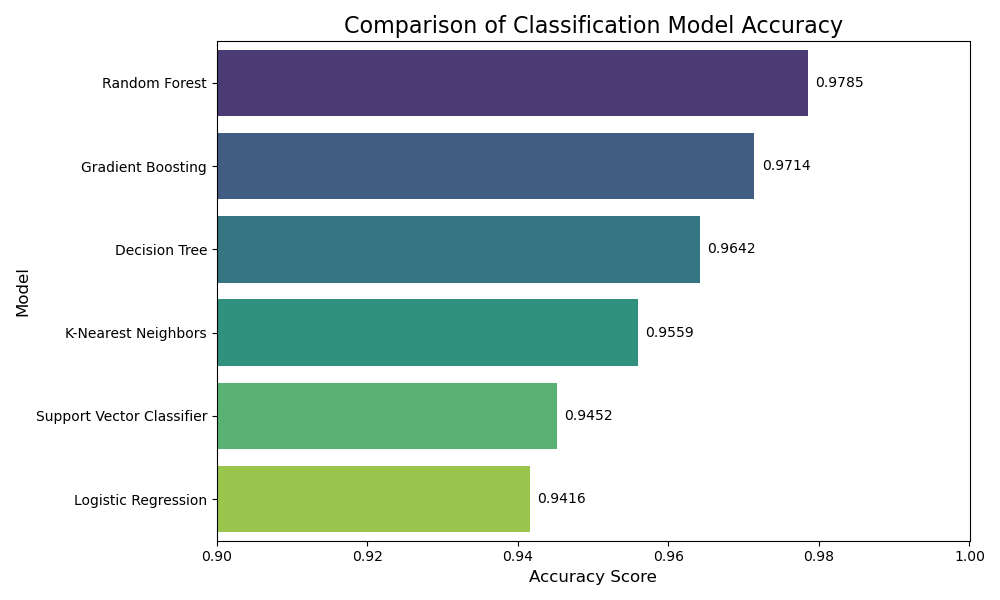 Comparison of Classification Model Accuracy
Random Forest
0.9785
Gradient Boosting
0.9714
Decision Tree
0.9642
K-Nearest Neighbors
0.9559
Support Vector Classifier
0.9452
Logistic Regression
0.9416
Model
0.90 0.92 0.94 0.96 0.98 1.00
Accuracy Score